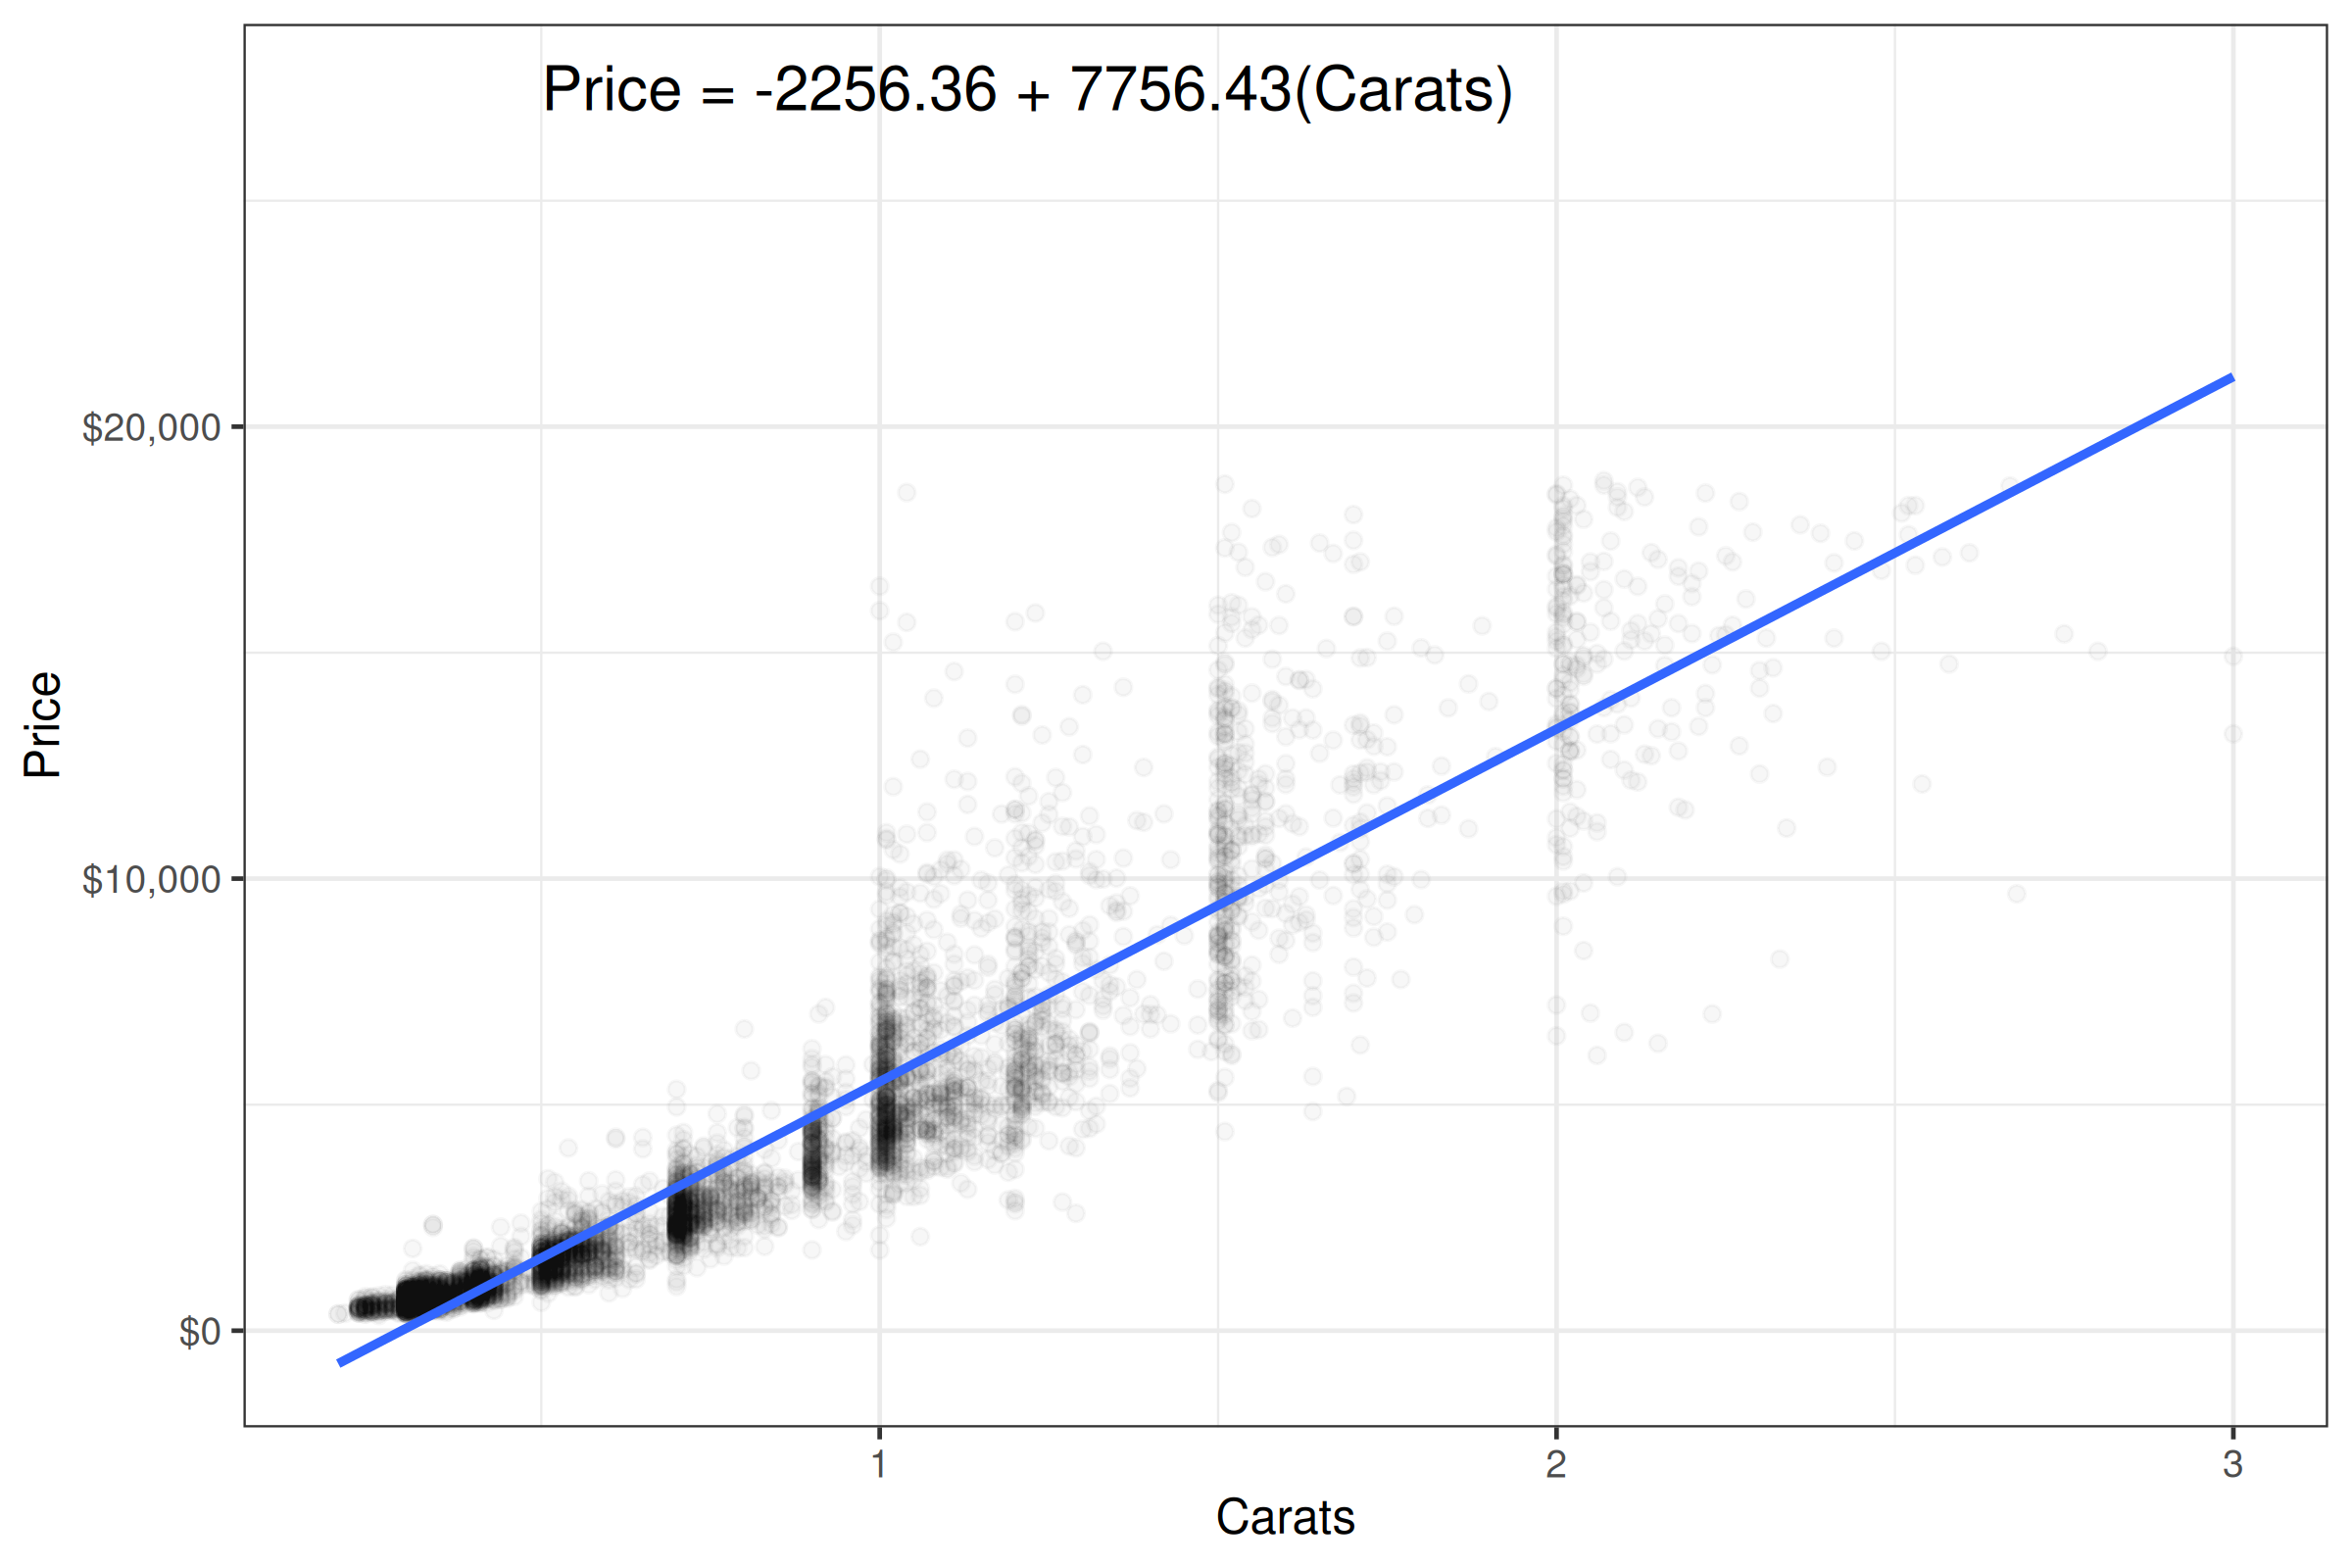 Price = -2256.36 + 7756.43(Carats)
$20,000
$10,000
$0
Price
1
2
3
Carats